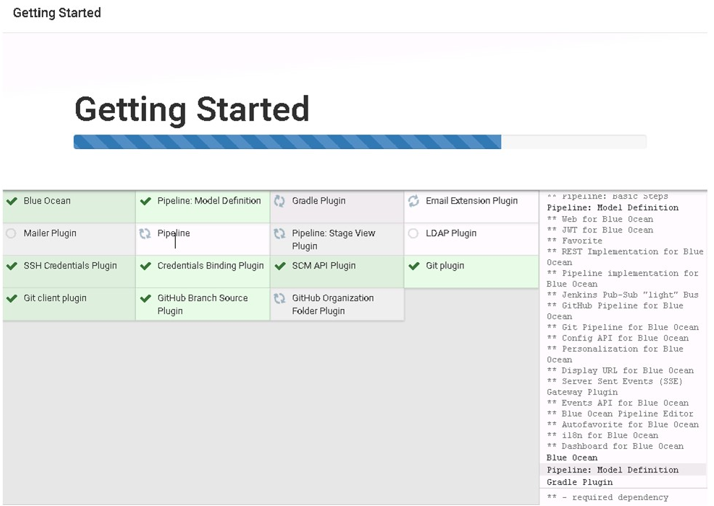 Getting Started
Getting Started
Blue Ocean
Pipeline: Model Definition
Gradle Plugin
Email Extension Plugin
Mailer Plugin
Pipeline
Pipeline: Stage View
Plugin
LDAP Plugin
SSH Credentials Plugin
Credentials Binding Plugin
SCM API Plugin
Git plugin
Git client plugin
GitHub Branch Source
Plugin
GitHub Organization
Folder Plugin
** Pipeline: Basic Steps
Pipeline: Model Definition
** Web for Blue Ocean
** JWT for Blue Ocean
** Favorite
** REST Implementation for Blue
Ocean
** Pipeline implementation for
Blue Ocean
** Jenkins Pub-Sub "light" Bus
** GitHub Pipeline for Blue
Ocean
** Git Pipeline for Blue Ocean
** Config API for Blue Ocean
** Personalization for Blue
Ocean
** Display URL for Blue Ocean
** Server Sent Events (SSE)
Gateway Plugin
** Events API for Blue Ocean
** Blue Ocean Pipeline Editor
** Autofavorite for Blue Ocean
** i18n for Blue Ocean
** Dashboard for Blue Ocean
Blue Ocean
Pipeline: Model Definition
Gradle Plugin
** - required dependency